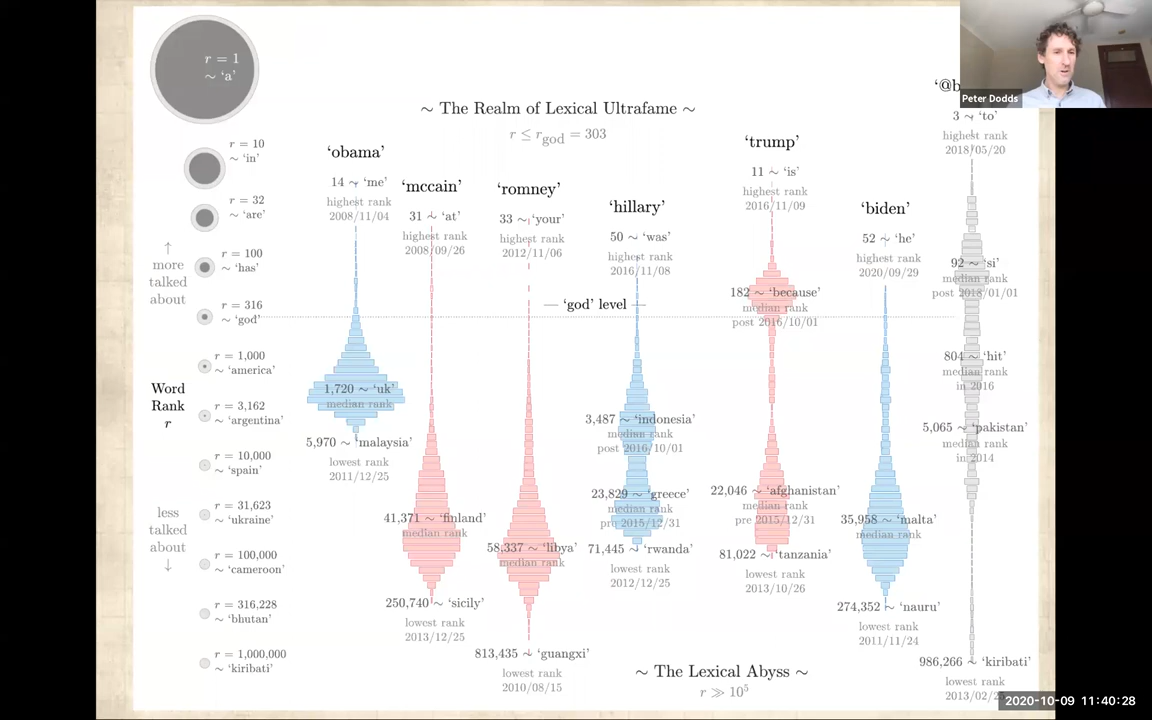 r = 1
~ ‘a’
r = 10
~ ‘in’
r = 32
~ ‘are’
↑
more
talked
about
r = 100
~ ‘has’
r = 316
~ ‘god’
r = 1,000
~ ‘america’
Word
Rank
r
r = 3,162
~ ‘argentina’
r = 10,000
~ ‘spain’
less
talked
about
↓
r = 31,623
~ ‘ukraine’
r = 100,000
~ ‘cameroon’
r = 316,228
~ ‘bhutan’
r = 1,000,000
~ ‘kiribati’
~ The Realm of Lexical Ultrafame ~
r ≤ r_god = 303
— ‘god’ level —
‘obama’
14 ~ ‘me’
highest rank
2008/11/04
1,720 ~ ‘uk’
median rank
5,970 ~ ‘malaysia’
lowest rank
2011/12/25
‘mccain’
31 ~ ‘at’
highest rank
2008/09/26
41,371 ~ ‘finland’
median rank
250,740 ~ ‘sicily’
lowest rank
2013/12/25
‘romney’
33 ~ ‘your’
highest rank
2012/11/06
58,337 ~ ‘libya’
median rank
813,435 ~ ‘guangxi’
lowest rank
2010/08/15
‘hillary’
50 ~ ‘was’
highest rank
2016/11/08
3,487 ~ ‘indonesia’
median rank
post 2016/10/01
23,829 ~ ‘greece’
median rank
pre 2015/12/31
71,445 ~ ‘rwanda’
lowest rank
2012/12/25
‘trump’
11 ~ ‘is’
highest rank
2016/11/09
182 ~ ‘because’
median rank
post 2016/10/01
22,046 ~ ‘afghanistan’
median rank
pre 2015/12/31
81,022 ~ ‘tanzania’
lowest rank
2013/10/26
‘biden’
52 ~ ‘he’
highest rank
2020/09/29
35,958 ~ ‘malta’
median rank
274,352 ~ ‘nauru’
lowest rank
2011/11/24
‘@b
3 ~ ‘to’
highest rank
2018/05/20
92 ~ ‘si’
median rank
post 2018/01/01
804 ~ ‘hit’
median rank
in 2016
5,065 ~ ‘pakistan’
median rank
in 2014
986,266 ~ ‘kiribati’
lowest rank
2013/02/2
~ The Lexical Abyss ~
r ≫ 10⁵
Peter Dodds
2020-10-09 11:40:28